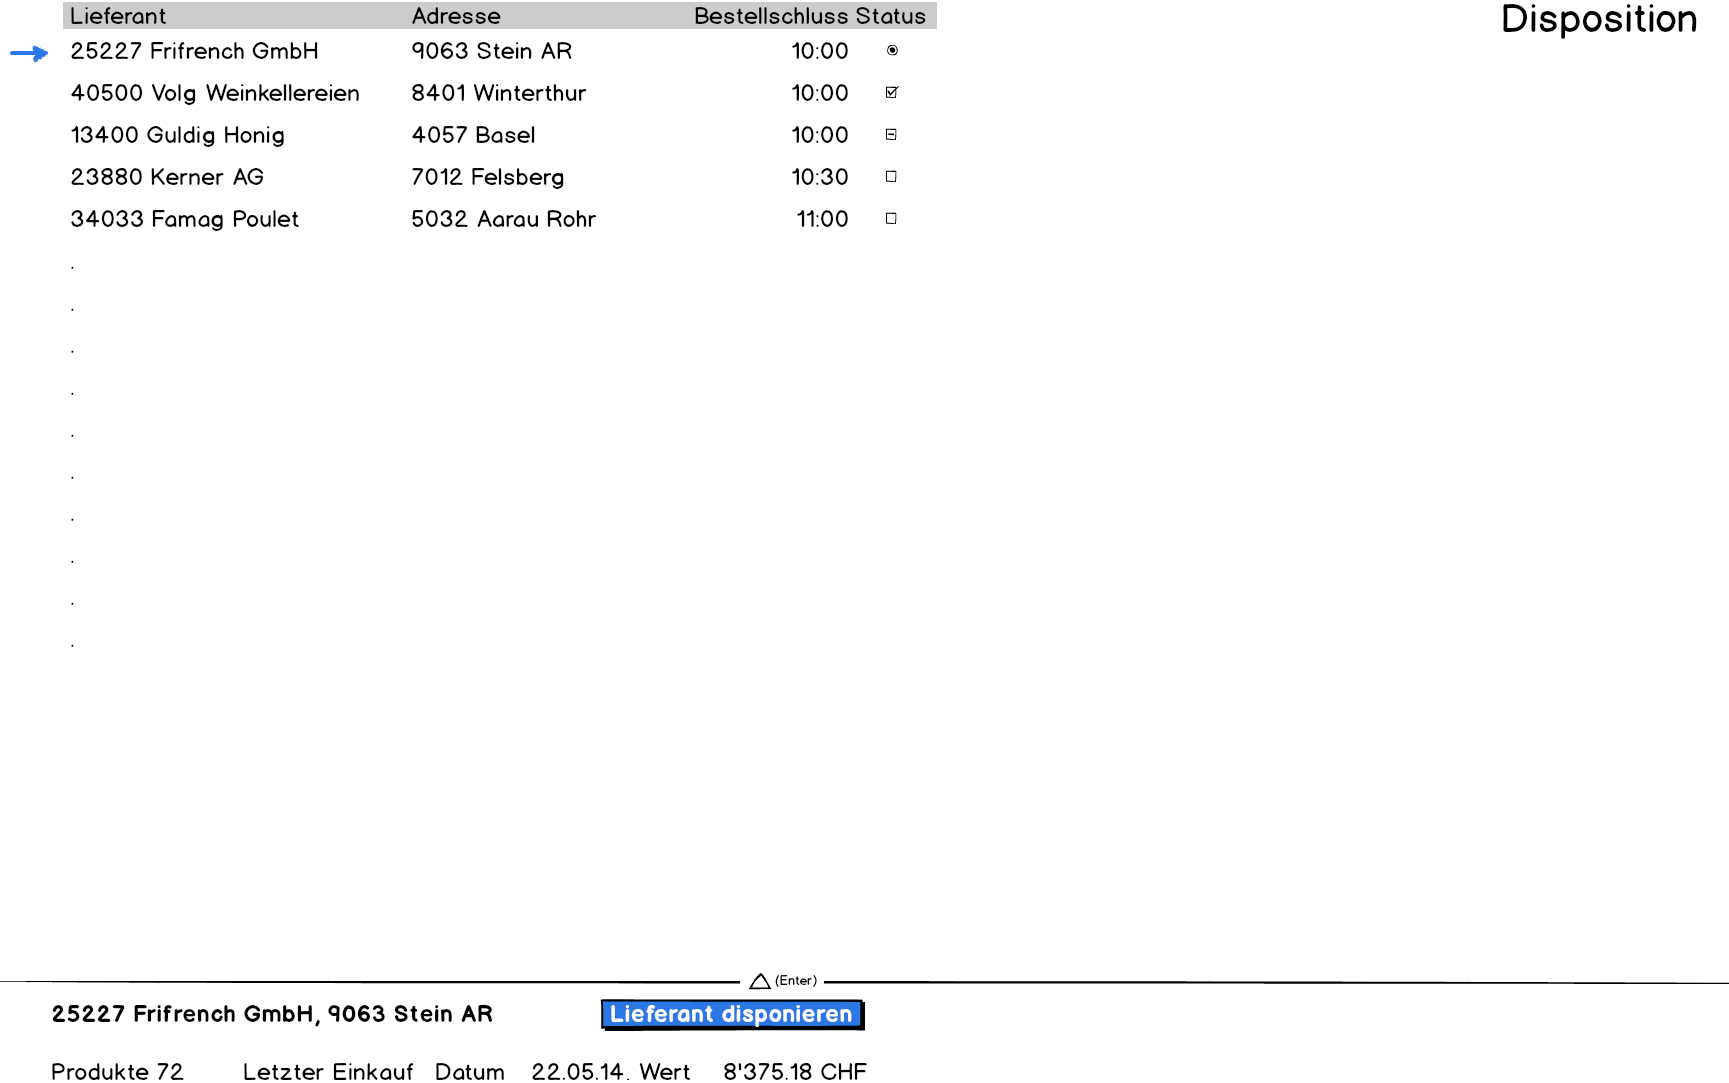 Lieferant Adresse Bestellschluss Status
Disposition
25227 Frifrench GmbH 9063 Stein AR 10:00
40500 Volg Weinkellereien 8401 Winterthur 10:00
13400 Guldig Honig 4057 Basel 10:00
23880 Kerner AG 7012 Felsberg 10:30
34033 Famag Poulet 5032 Aarau Rohr 11:00
.
.
.
.
.
.
.
.
.
.
(Enter)
25227 Frifrench GmbH, 9063 Stein AR Lieferant disponieren
Produkte 72 Letzter Einkauf Datum 22.05.14, Wert 8'375.18 CHF